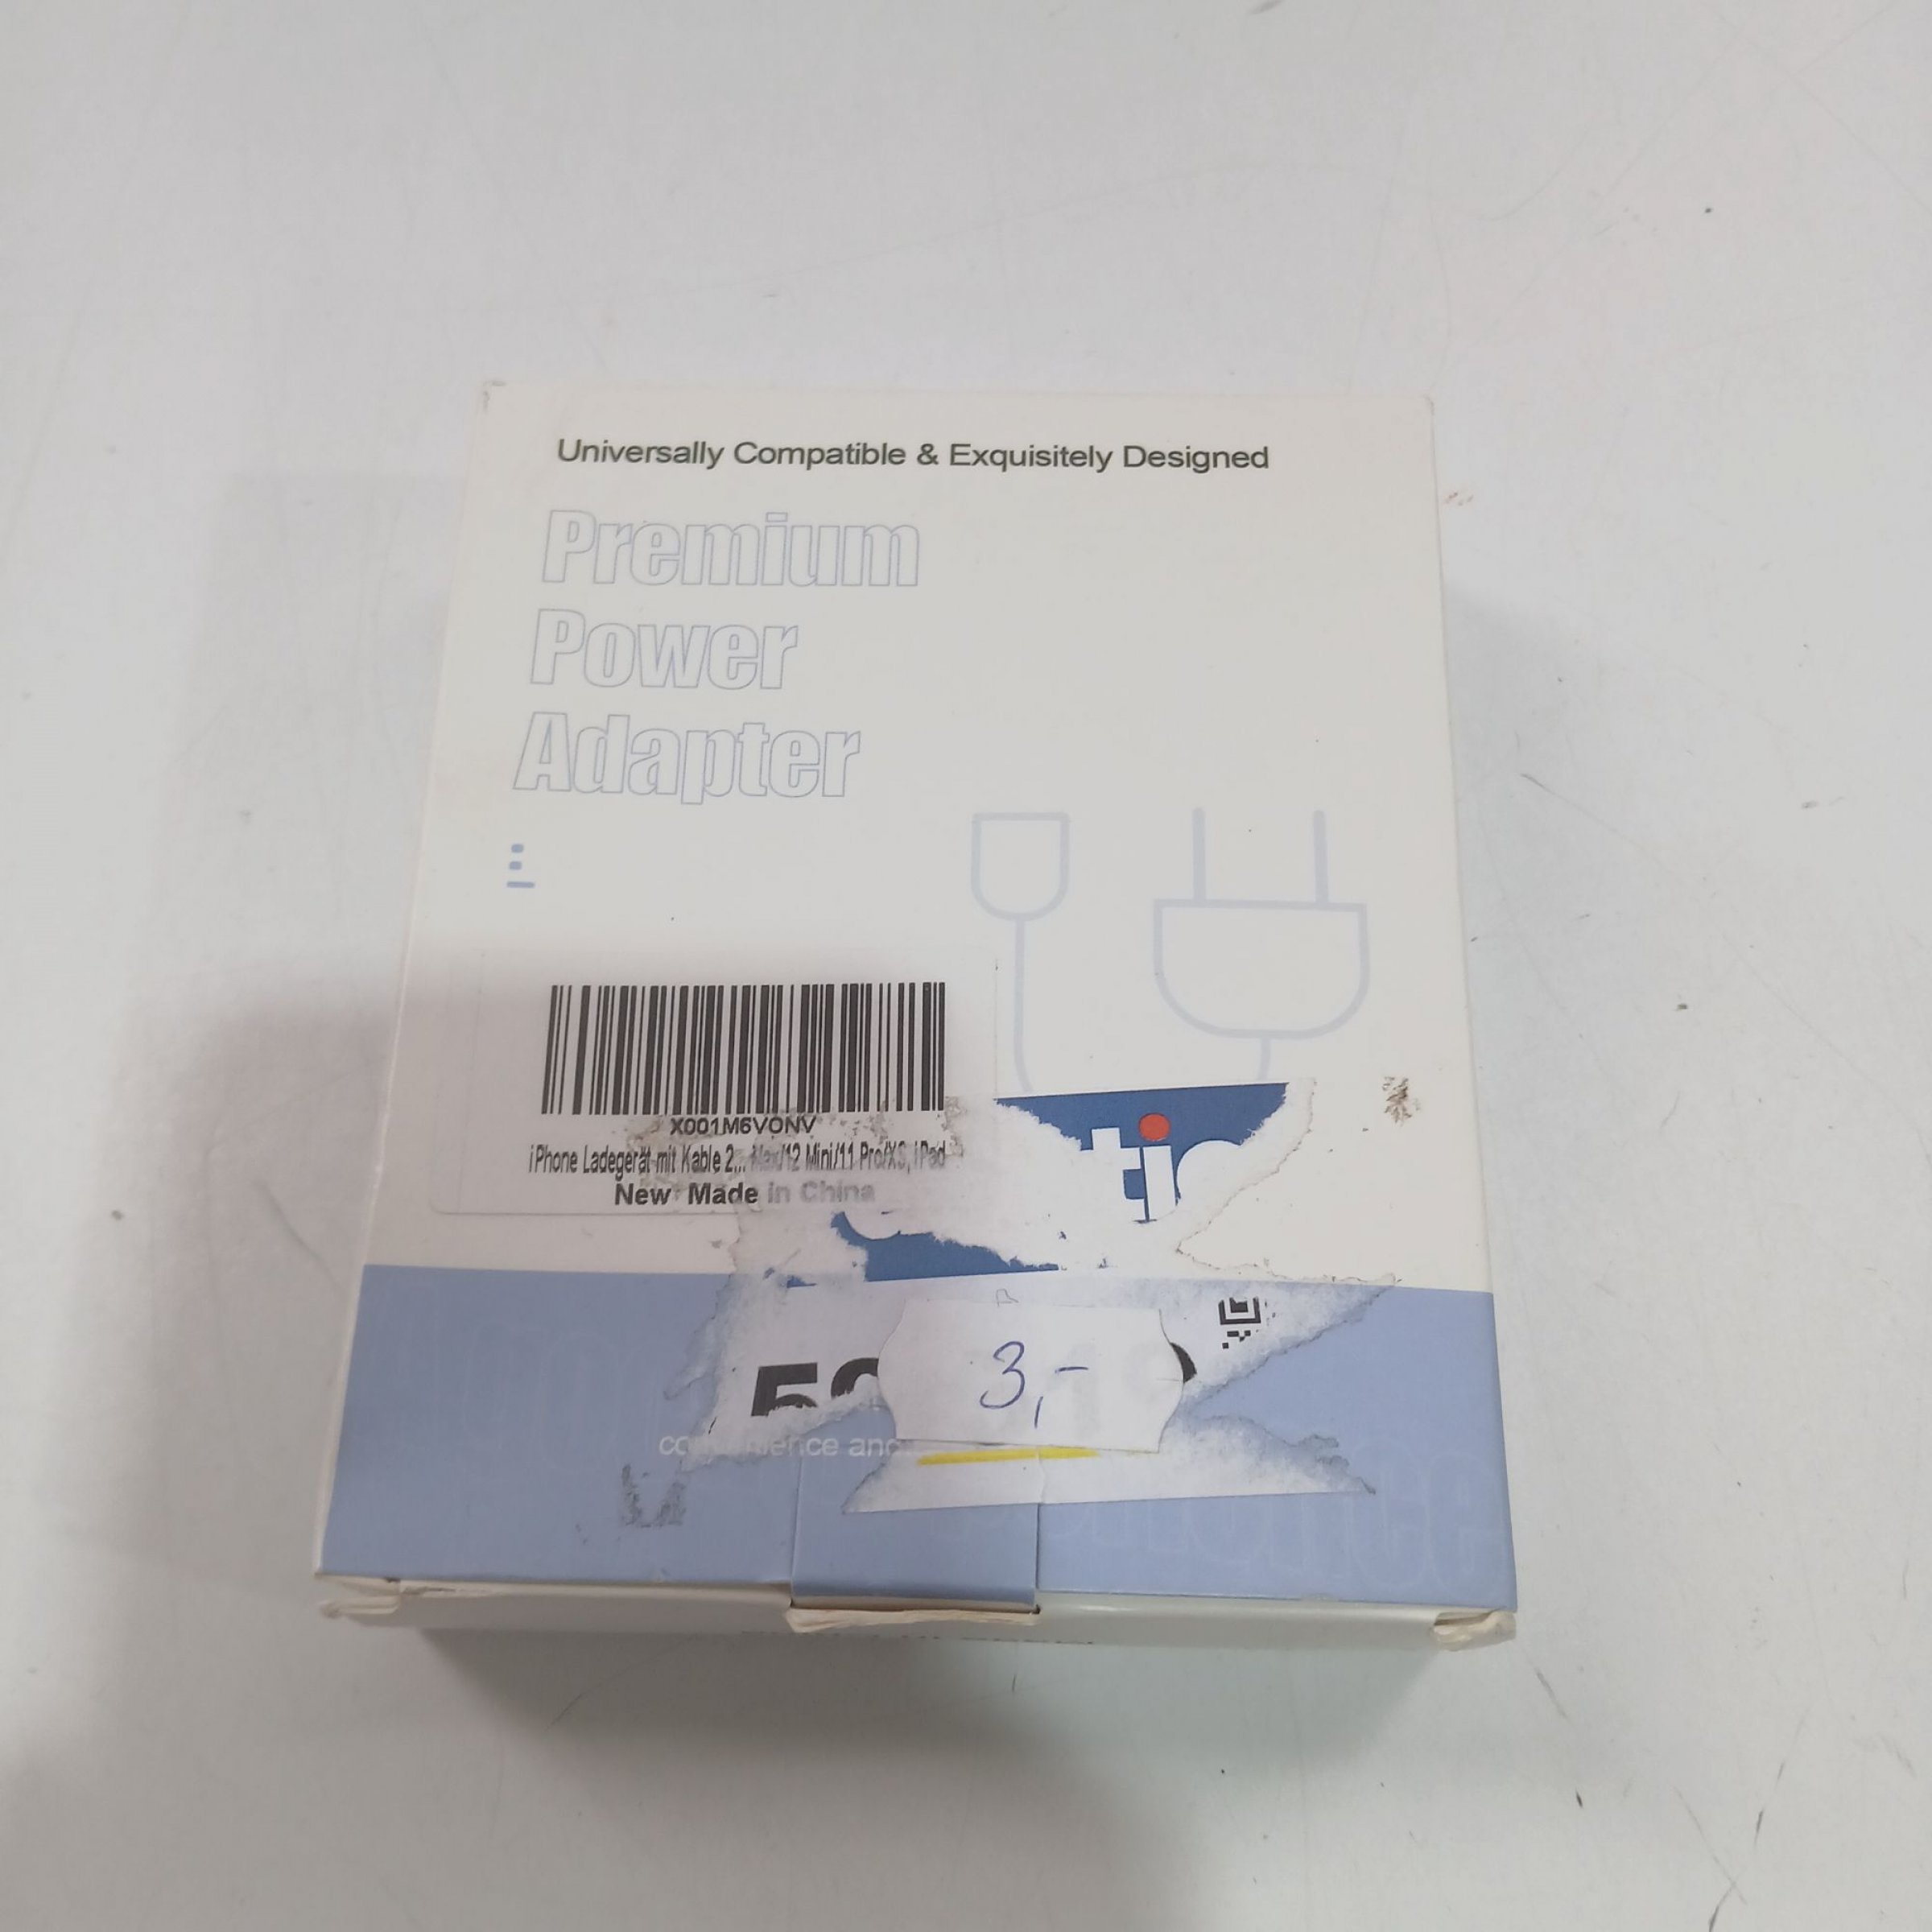 Universally Compatible & Exquisitely Designed
Premium
Power
Adapter
X001M6VONV
iPhone Ladegerät mit Kable 2... Max/12 Mini/11 Pro/XS, iPad
New Made in China
3,-
and